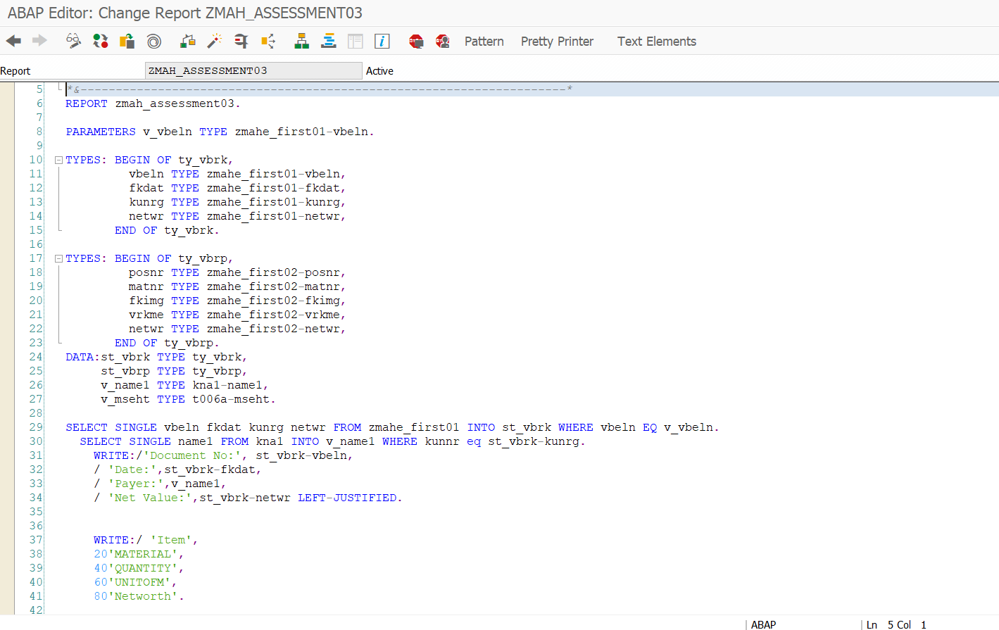 ABAP Editor: Change Report ZMAH_ASSESSMENT03
Pattern Pretty Printer Text Elements
Report ZMAH_ASSESSMENT03 Active
5 *&---------------------------------------------------------------------*
6 REPORT zmah_assessment03.
7
8 PARAMETERS v_vbeln TYPE zmahe_first01-vbeln.
9
10 TYPES: BEGIN OF ty_vbrk,
11 vbeln TYPE zmahe_first01-vbeln,
12 fkdat TYPE zmahe_first01-fkdat,
13 kunrg TYPE zmahe_first01-kunrg,
14 netwr TYPE zmahe_first01-netwr,
15 END OF ty_vbrk.
16
17 TYPES: BEGIN OF ty_vbrp,
18 posnr TYPE zmahe_first02-posnr,
19 matnr TYPE zmahe_first02-matnr,
20 fkimg TYPE zmahe_first02-fkimg,
21 vrkme TYPE zmahe_first02-vrkme,
22 netwr TYPE zmahe_first02-netwr,
23 END OF ty_vbrp.
24 DATA:st_vbrk TYPE ty_vbrk,
25 st_vbrp TYPE ty_vbrp,
26 v_name1 TYPE kna1-name1,
27 v_mseht TYPE t006a-mseht.
28
29 SELECT SINGLE vbeln fkdat kunrg netwr FROM zmahe_first01 INTO st_vbrk WHERE vbeln EQ v_vbeln.
30 SELECT SINGLE name1 FROM kna1 INTO v_name1 WHERE kunnr eq st_vbrk-kunrg.
31 WRITE:/'Document No:', st_vbrk-vbeln,
32 / 'Date:',st_vbrk-fkdat,
33 / 'Payer:',v_name1,
34 / 'Net Value:',st_vbrk-netwr LEFT-JUSTIFIED.
35
36
37 WRITE:/ 'Item',
38 20'MATERIAL',
39 40'QUANTITY',
40 60'UNITOFM',
41 80'Networth'.
42
ABAP Ln 5 Col 1